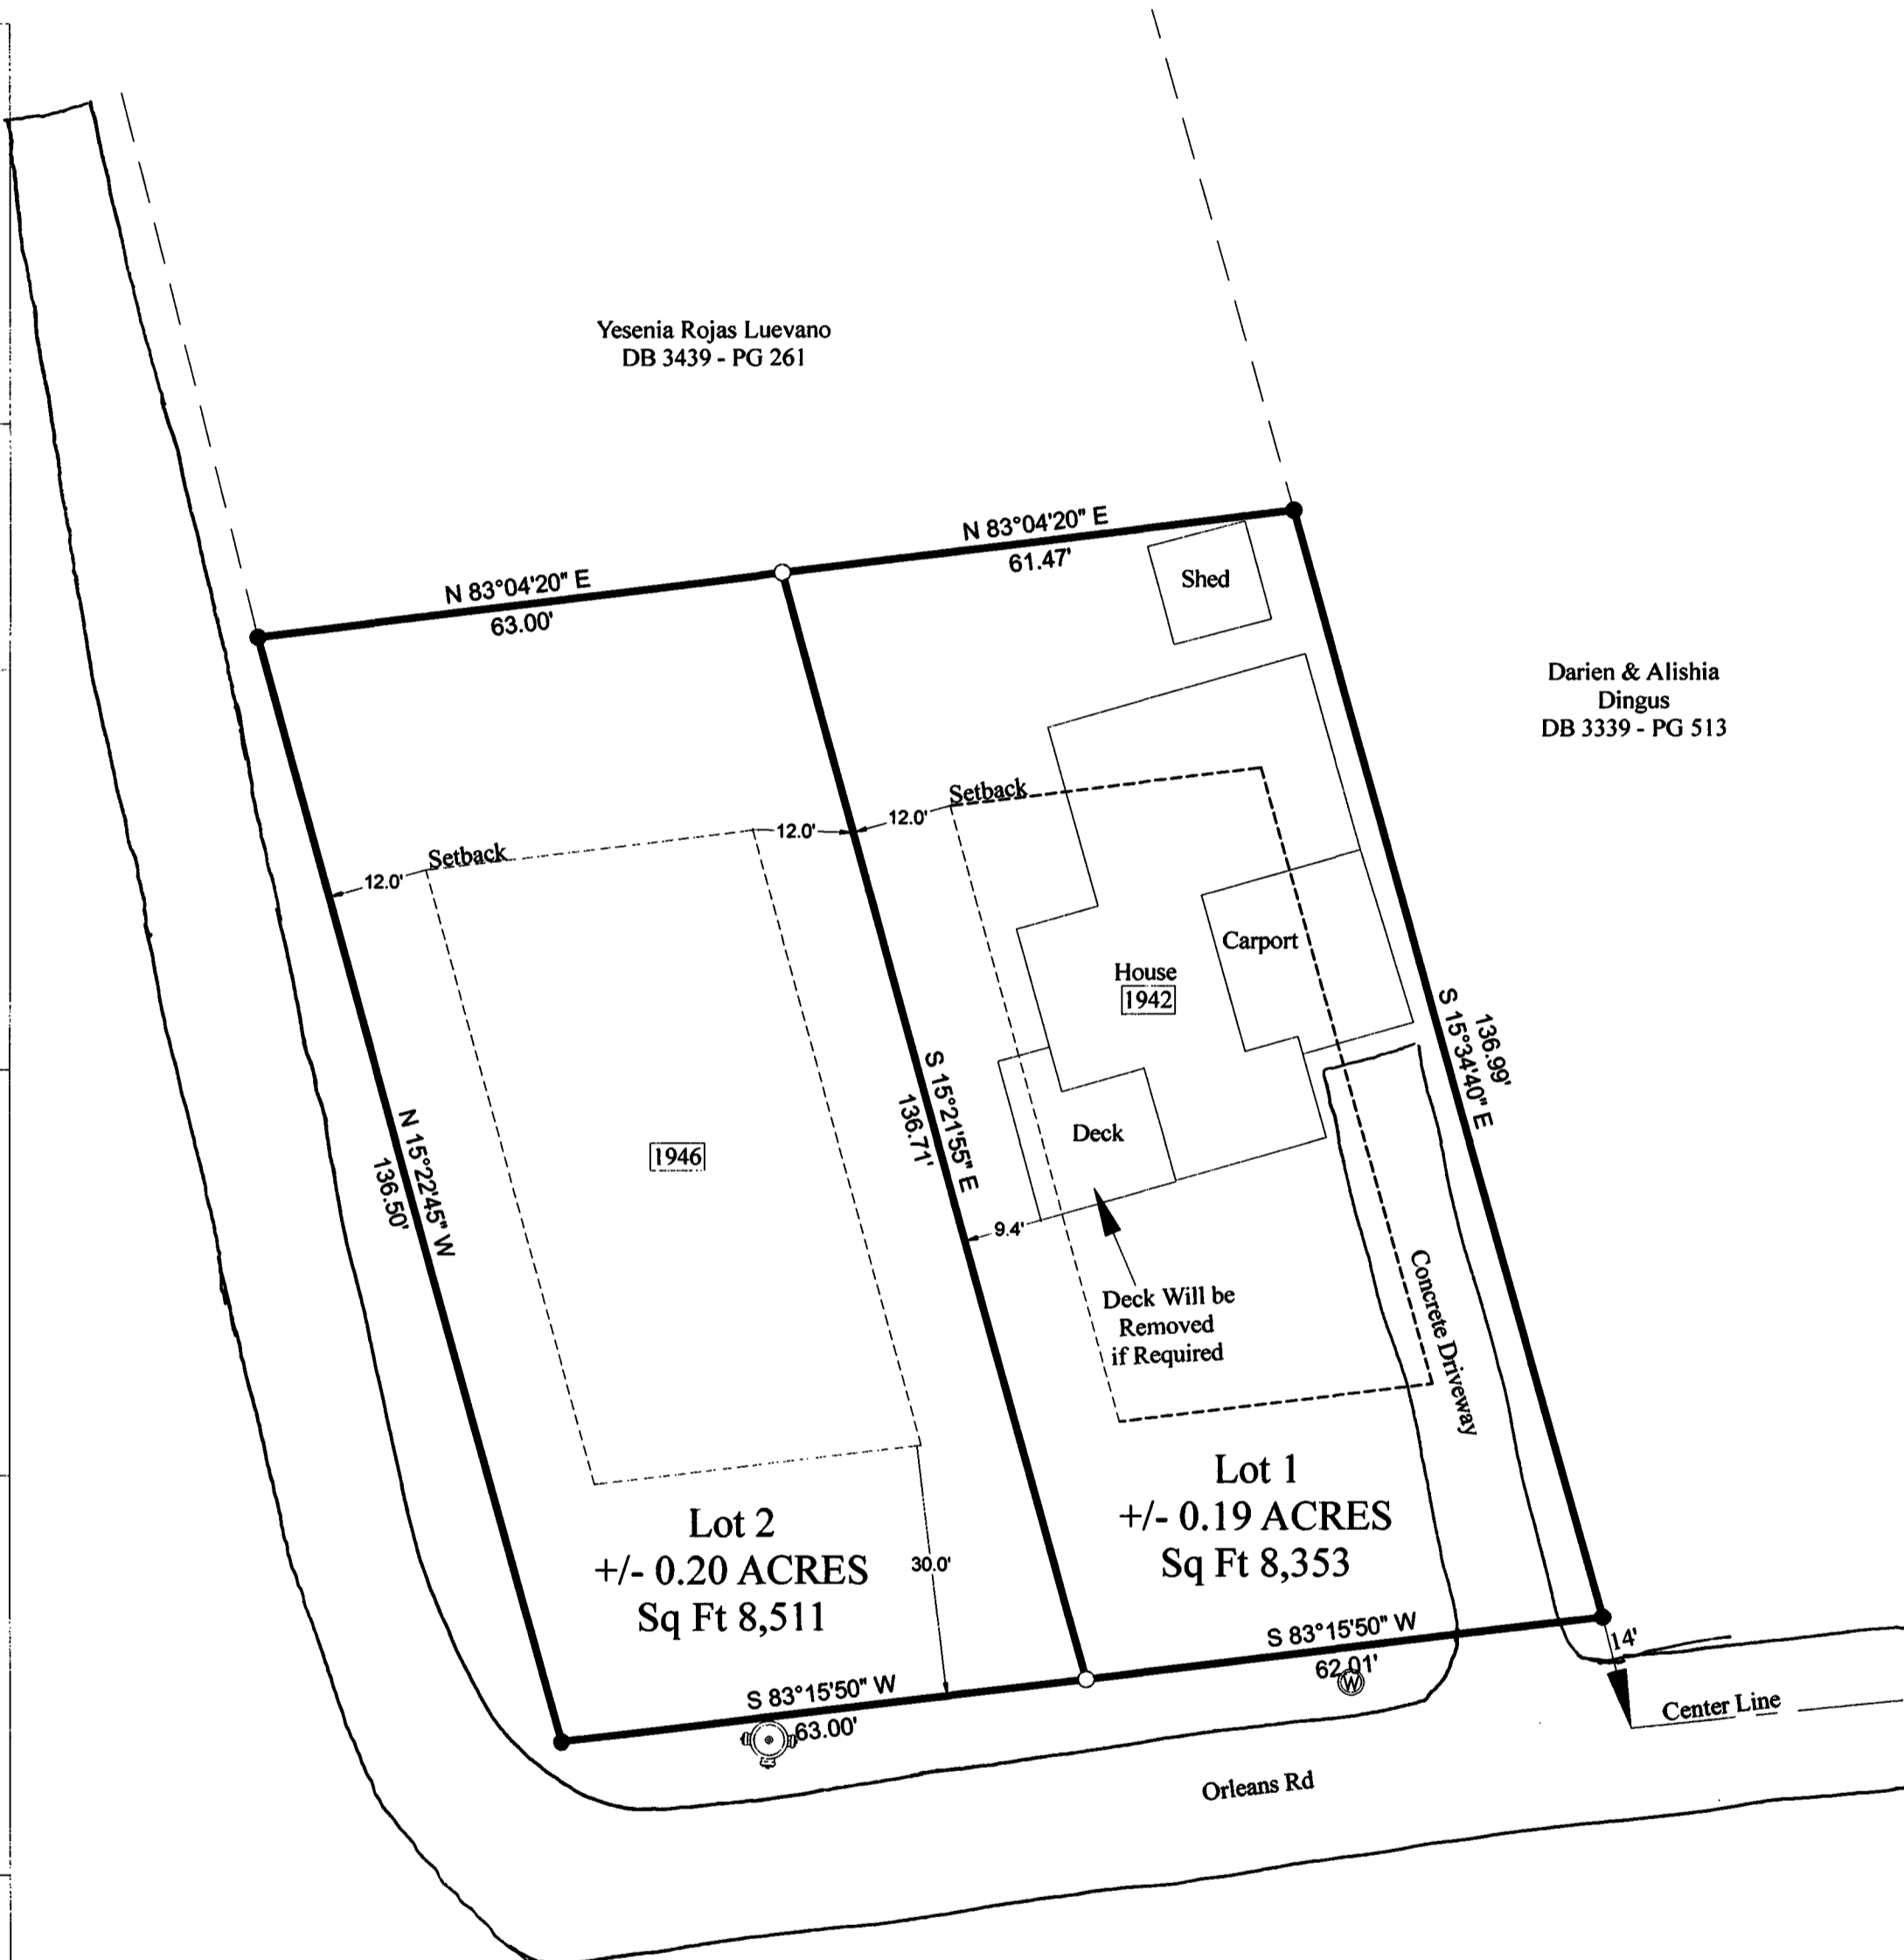 Yesenia Rojas Luevano
DB 3439 - PG 261
N 83°04'20" E
61.47'
N 83°04'20" E
63.00'
Shed
Darien & Alishia
Dingus
DB 3339 - PG 513
Setback
12.0'
12.0'
Setback
12.0'
Carport
House
1942
136.99'
S 15°34'40" E
S 15°21'55" E
136.71'
N 15°22'45" W
136.50'
1946
Deck
9.4'
Deck Will be
Removed
if Required
Concrete Driveway
Lot 1
+/- 0.19 ACRES
Sq Ft 8,353
Lot 2
+/- 0.20 ACRES
Sq Ft 8,511
30.0'
S 83°15'50" W
62.01'
W
14'
S 83°15'50" W
63.00'
Center Line
Orleans Rd